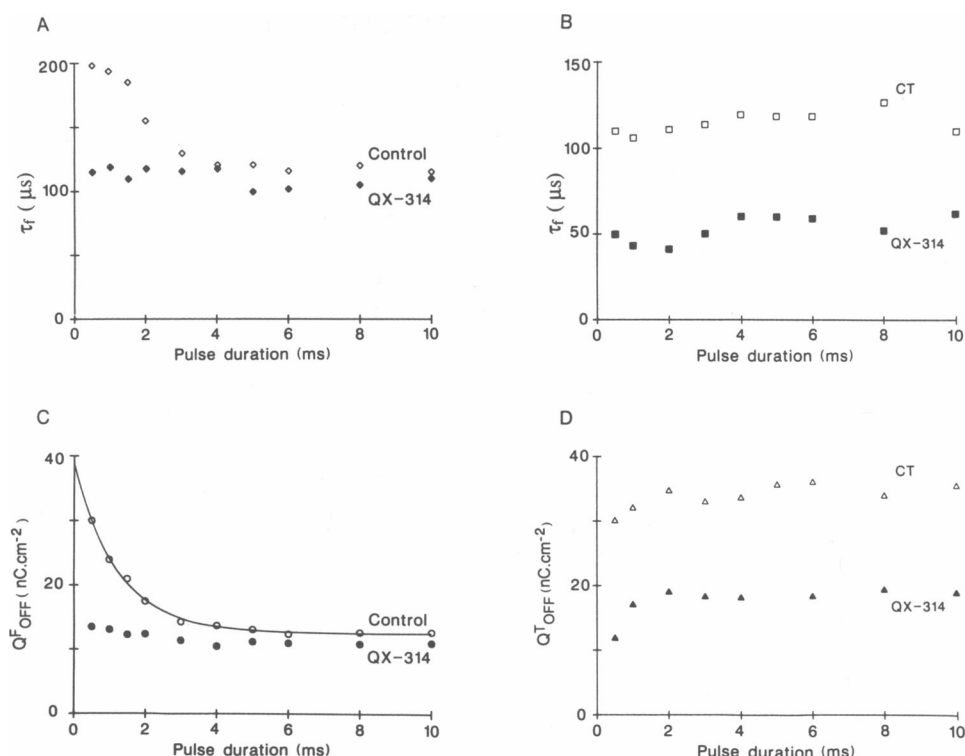 A
200
100
0
τf ( μs)
Control
QX-314
0 2 4 6 8 10
Pulse duration (ms)
B
150
100
50
0
τf ( μs)
CT
QX-314
0 2 4 6 8 10
Pulse duration (ms)
C
40
20
0
QFOFF (nC.cm-2)
Control
QX-314
0 2 4 6 8 10
Pulse duration (ms)
D
40
20
0
QTOFF (nC.cm-2)
CT
QX-314
0 2 4 6 8 10
Pulse duration (ms)